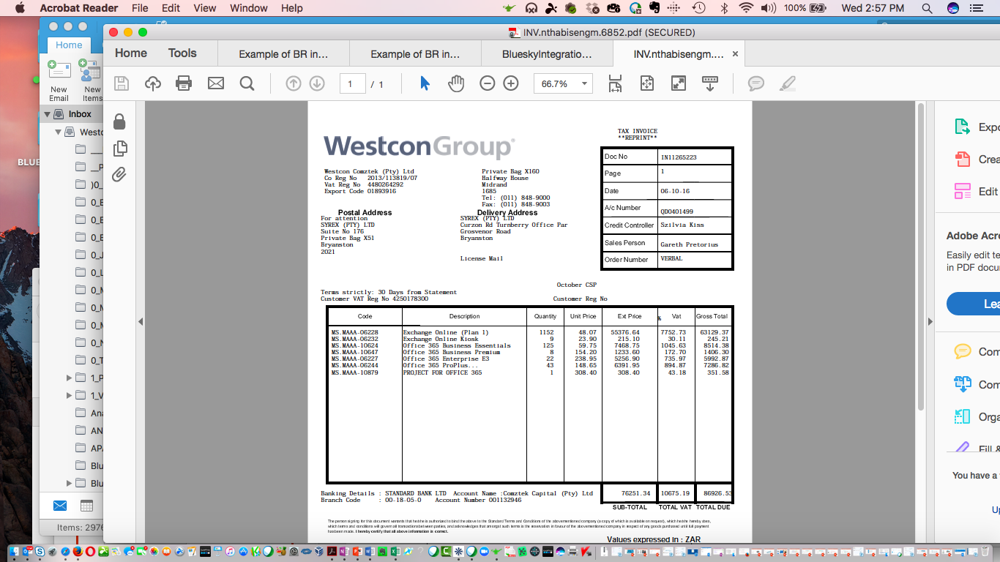 Acrobat Reader File Edit View Window Help 100% Wed 2:57 PM
INV.nthabisengm.6852.pdf (SECURED)
Home
Home Tools Example of BR in... Example of BR in... BlueskyIntegratio... INV.nthabisengm....
New Email
New Items
1 / 1
66.7%
Inbox
Westc
BLUE
__P
)0_
0_E
0_E
0_E
0_J
0_L
0_M
0_M
0_M
0_N
0_T
1_P
1_V
Ana
AN
APA
Blu
Blu
Items: 2976
WestconGroup
TAX INVOICE
**REPRINT**
Westcon Comztek (Pty) Ltd
Co Reg No 2013/113819/07
Vat Reg No 4480264292
Export Code 01893916
Private Bag X160
Halfway House
Midrand
1685
Tel: (011) 848-9000
Fax: (011) 848-9003
Doc No IN11265223
Page 1
Date 06-10-16
A/c Number QD0401499
Credit Controller Szilvia Kiss
Sales Person Gareth Pretorius
Order Number VERBAL
Postal Address
For attention
SYREX (PTY) LTD
Suite No 176
Private Bag X51
Bryanston
2021
Delivery Address
SYREX (PTY) LTD
Curzon Rd Turnberry Office Par
Grosvenor Road
Bryanston
License Mail
October CSP
Terms strictly: 30 Days from Statement
Customer VAT Reg No 4250178300 Customer Reg No
Code Description Quantity Unit Price Ext Price % Vat Gross Total
MS.MAAA-06228 Exchange Online (Plan 1) 1152 48.07 55376.64 7752.73 63129.37
MS.MAAA-06232 Exchange Online Kiosk 9 23.90 215.10 30.11 245.21
MS.MAAA-10624 Office 365 Business Essentials 125 59.75 7468.75 1045.63 8514.38
MS.MAAA-10647 Office 365 Business Premium 8 154.20 1233.60 172.70 1406.30
MS.MAAA-06227 Office 365 Enterprise E3 22 238.95 5256.90 735.97 5992.87
MS.MAAA-06244 Office 365 ProPlus... 43 148.65 6391.95 894.87 7286.82
MS.MAAA-10879 PROJECT FOR OFFICE 365 1 308.40 308.40 43.18 351.58
Banking Details : STANDARD BANK LTD Account Name :Comztek Capital (Pty) Ltd 76251.34 10675.19 86926.53
Branch Code : 00-18-05-0 Account Number 001132946
SUB-TOTAL TOTAL VAT TOTAL DUE
The person signing for this document warrants that he/she is authorized to bind the above to the Standard Terms and Conditions of the abovementioned company (a copy of which is available on request), which he/she hereby does,
which terms and conditions will govern all transactions between parties, and acknowledges that amongst such terms is the reservation in favour of the abovementioned company in respect of any goods purchased until full payment
has been made. I hereby certify that all above information is correct.
Values expressed in : ZAR
Expo
Crea
Edit
Adobe Acro
Easily edit te
in PDF docu
Lea
Com
Com
Orga
Fill &
You have a
Up